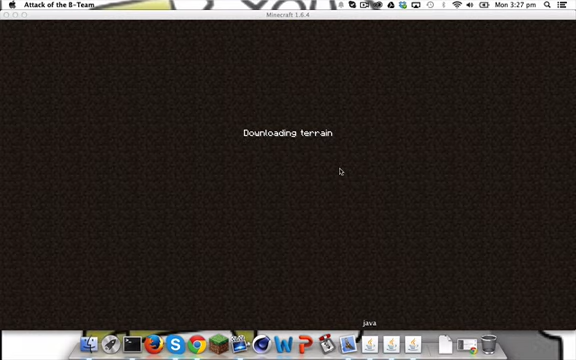 Attack of the B-Team
Mon 3:27 pm
Minecraft 1.6.4
Downloading terrain
java